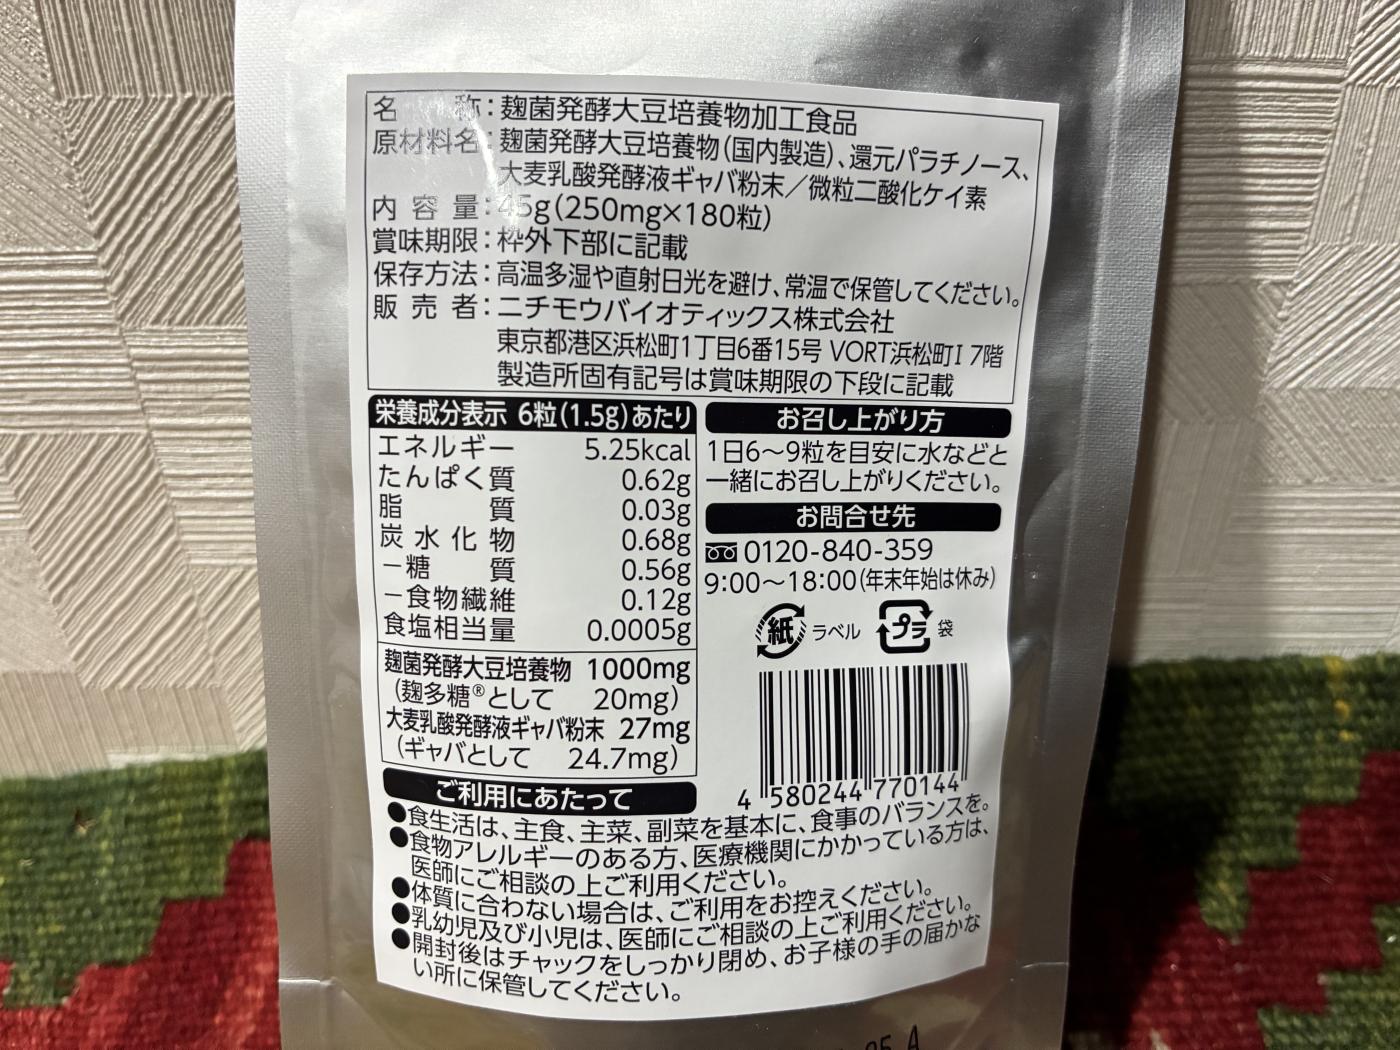 名称：麹菌発酵大豆培養物加工食品
原材料名：麹菌発酵大豆培養物(国内製造)、還元パラチノース、
大麦乳酸発酵液ギャバ粉末／微粒二酸化ケイ素
内容量：45g(250mg×180粒)
賞味期限：枠外下部に記載
保存方法：高温多湿や直射日光を避け、常温で保管してください。
販売者：ニチモウバイオティックス株式会社
東京都港区浜松町1丁目6番15号 VORT浜松町I 7階
製造所固有記号は賞味期限の下段に記載
栄養成分表示 6粒(1.5g)あたり
エネルギー 5.25kcal
たんぱく質 0.62g
脂質 0.03g
炭水化物 0.68g
－糖質 0.56g
－食物繊維 0.12g
食塩相当量 0.0005g
麹菌発酵大豆培養物 1000mg
(麹多糖®として 20mg)
大麦乳酸発酵液ギャバ粉末 27mg
(ギャバとして 24.7mg)
お召し上がり方
1日6～9粒を目安に水などと
一緒にお召し上がりください。
お問合せ先
0120-840-359
9:00～18:00(年末年始は休み)
紙 ラベル プラ 袋
4 580244 770144
ご利用にあたって
●食生活は、主食、主菜、副菜を基本に、食事のバランスを。
●食物アレルギーのある方、医療機関にかかっている方は、
医師にご相談の上ご利用ください。
●体質に合わない場合は、ご利用をお控えください。
●乳幼児及び小児は、医師にご相談の上ご利用ください。
●開封後はチャックをしっかり閉め、お子様の手の届かな
い所に保管してください。